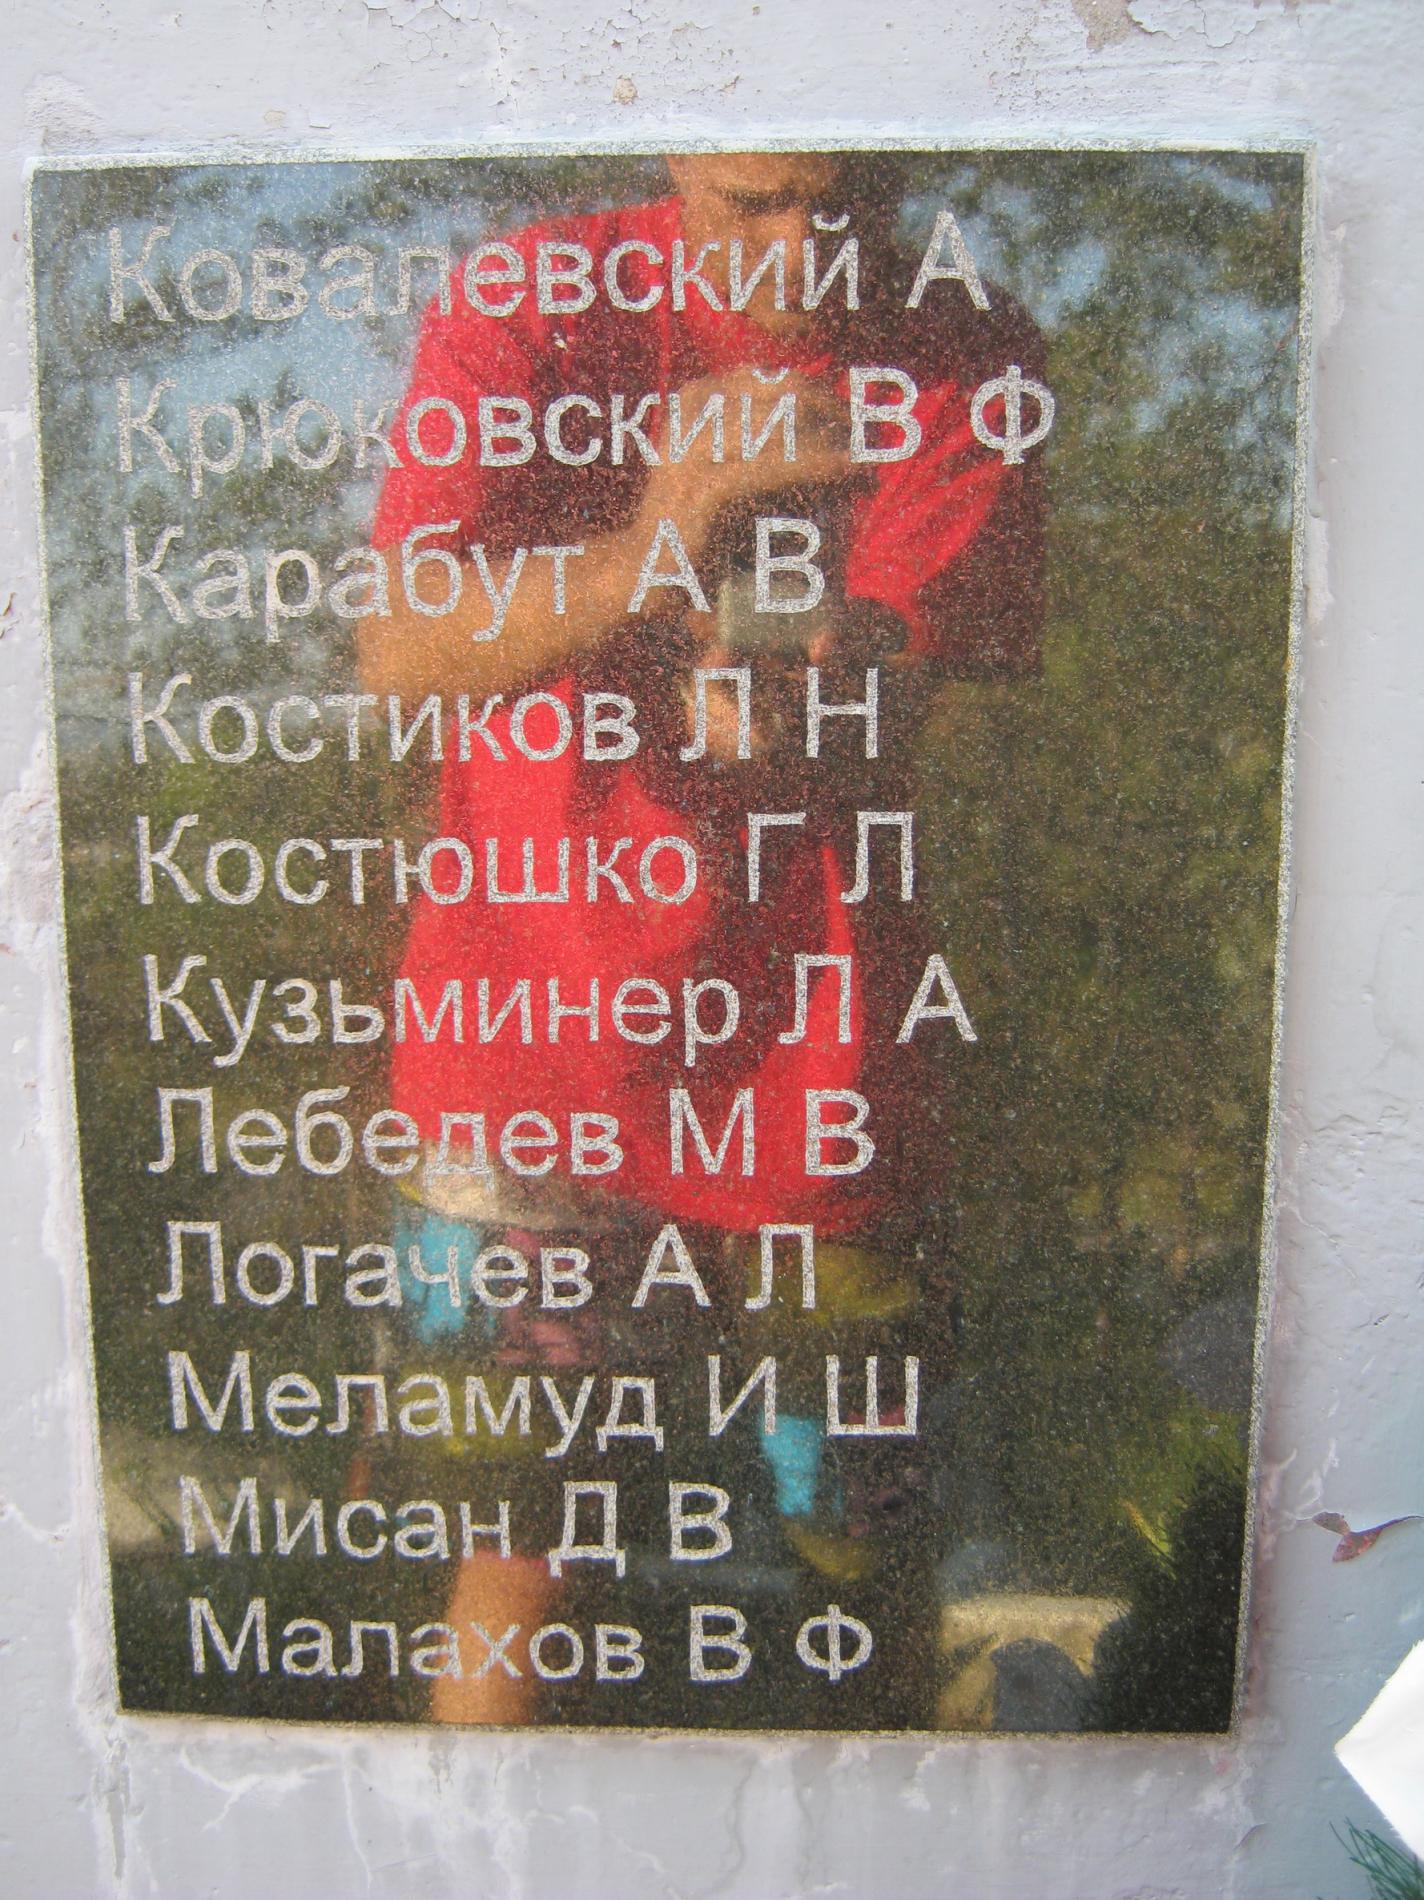 Ковалевский А
Крюковский В Ф
Карабут А В
Костиков Л Н
Костюшко Г Л
Кузьминер Л А
Лебедев М В
Логачев А Л
Меламуд И Ш
Мисан Д В
Малахов В Ф